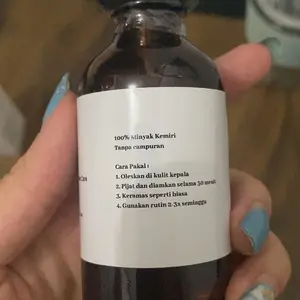 100% Minyak Kemiri
Tanpa campuran
Cara Pakai :
1. Oleskan di kulit kepala
2. Pijat dan diamkan selama 30 menit
3. Keramas seperti biasa
4. Gunakan rutin 2-3x seminggu